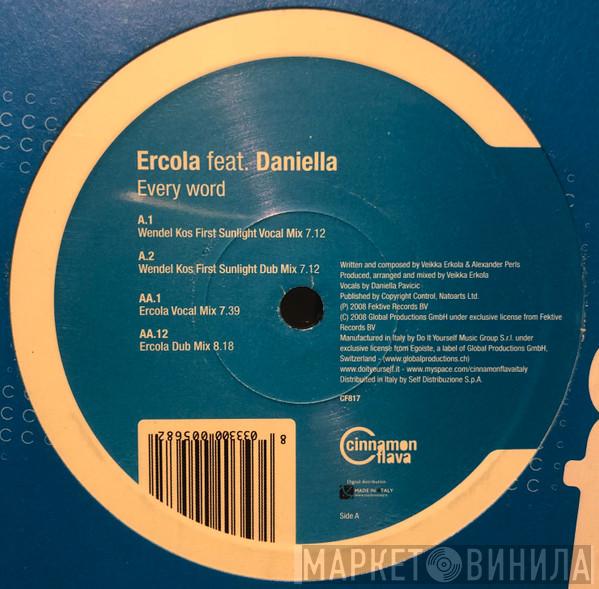 Ercola feat. Daniella
Every word
A.1
Wendel Kos First Sunlight Vocal Mix 7.12
A.2
Wendel Kos First Sunlight Dub Mix 7.12
AA.1
Ercola Vocal Mix 7.39
AA.12
Ercola Dub Mix 8.18
Written and composed by Veikka Erkola & Alexander Perls
Produced, arranged and mixed by Veikka Erkola
Vocals by Daniella Pavicic
Published by Copyright Control, Natoarts Ltd.
(P) 2008 Fektive Records BV
(C) 2008 Global Productions GmbH under exclusive license from Fektive
Records BV
Manufactured in Italy by Do It Yourself Music Group S.r.l. under
exclusive license from Egoiste, a label of Global Productions GmbH,
Switzerland - (www.globalproductions.ch)
www.doityourself.it - www.myspace.com/cinnamonflavaitaly
Distribuited in Italy by Self Distribuzione S.p.A.
CF817
cinnamon
flava
Digital distribution
MADE IN ITALY
Side A
8 033300 005682
МАРКЕТ ВИНИЛА